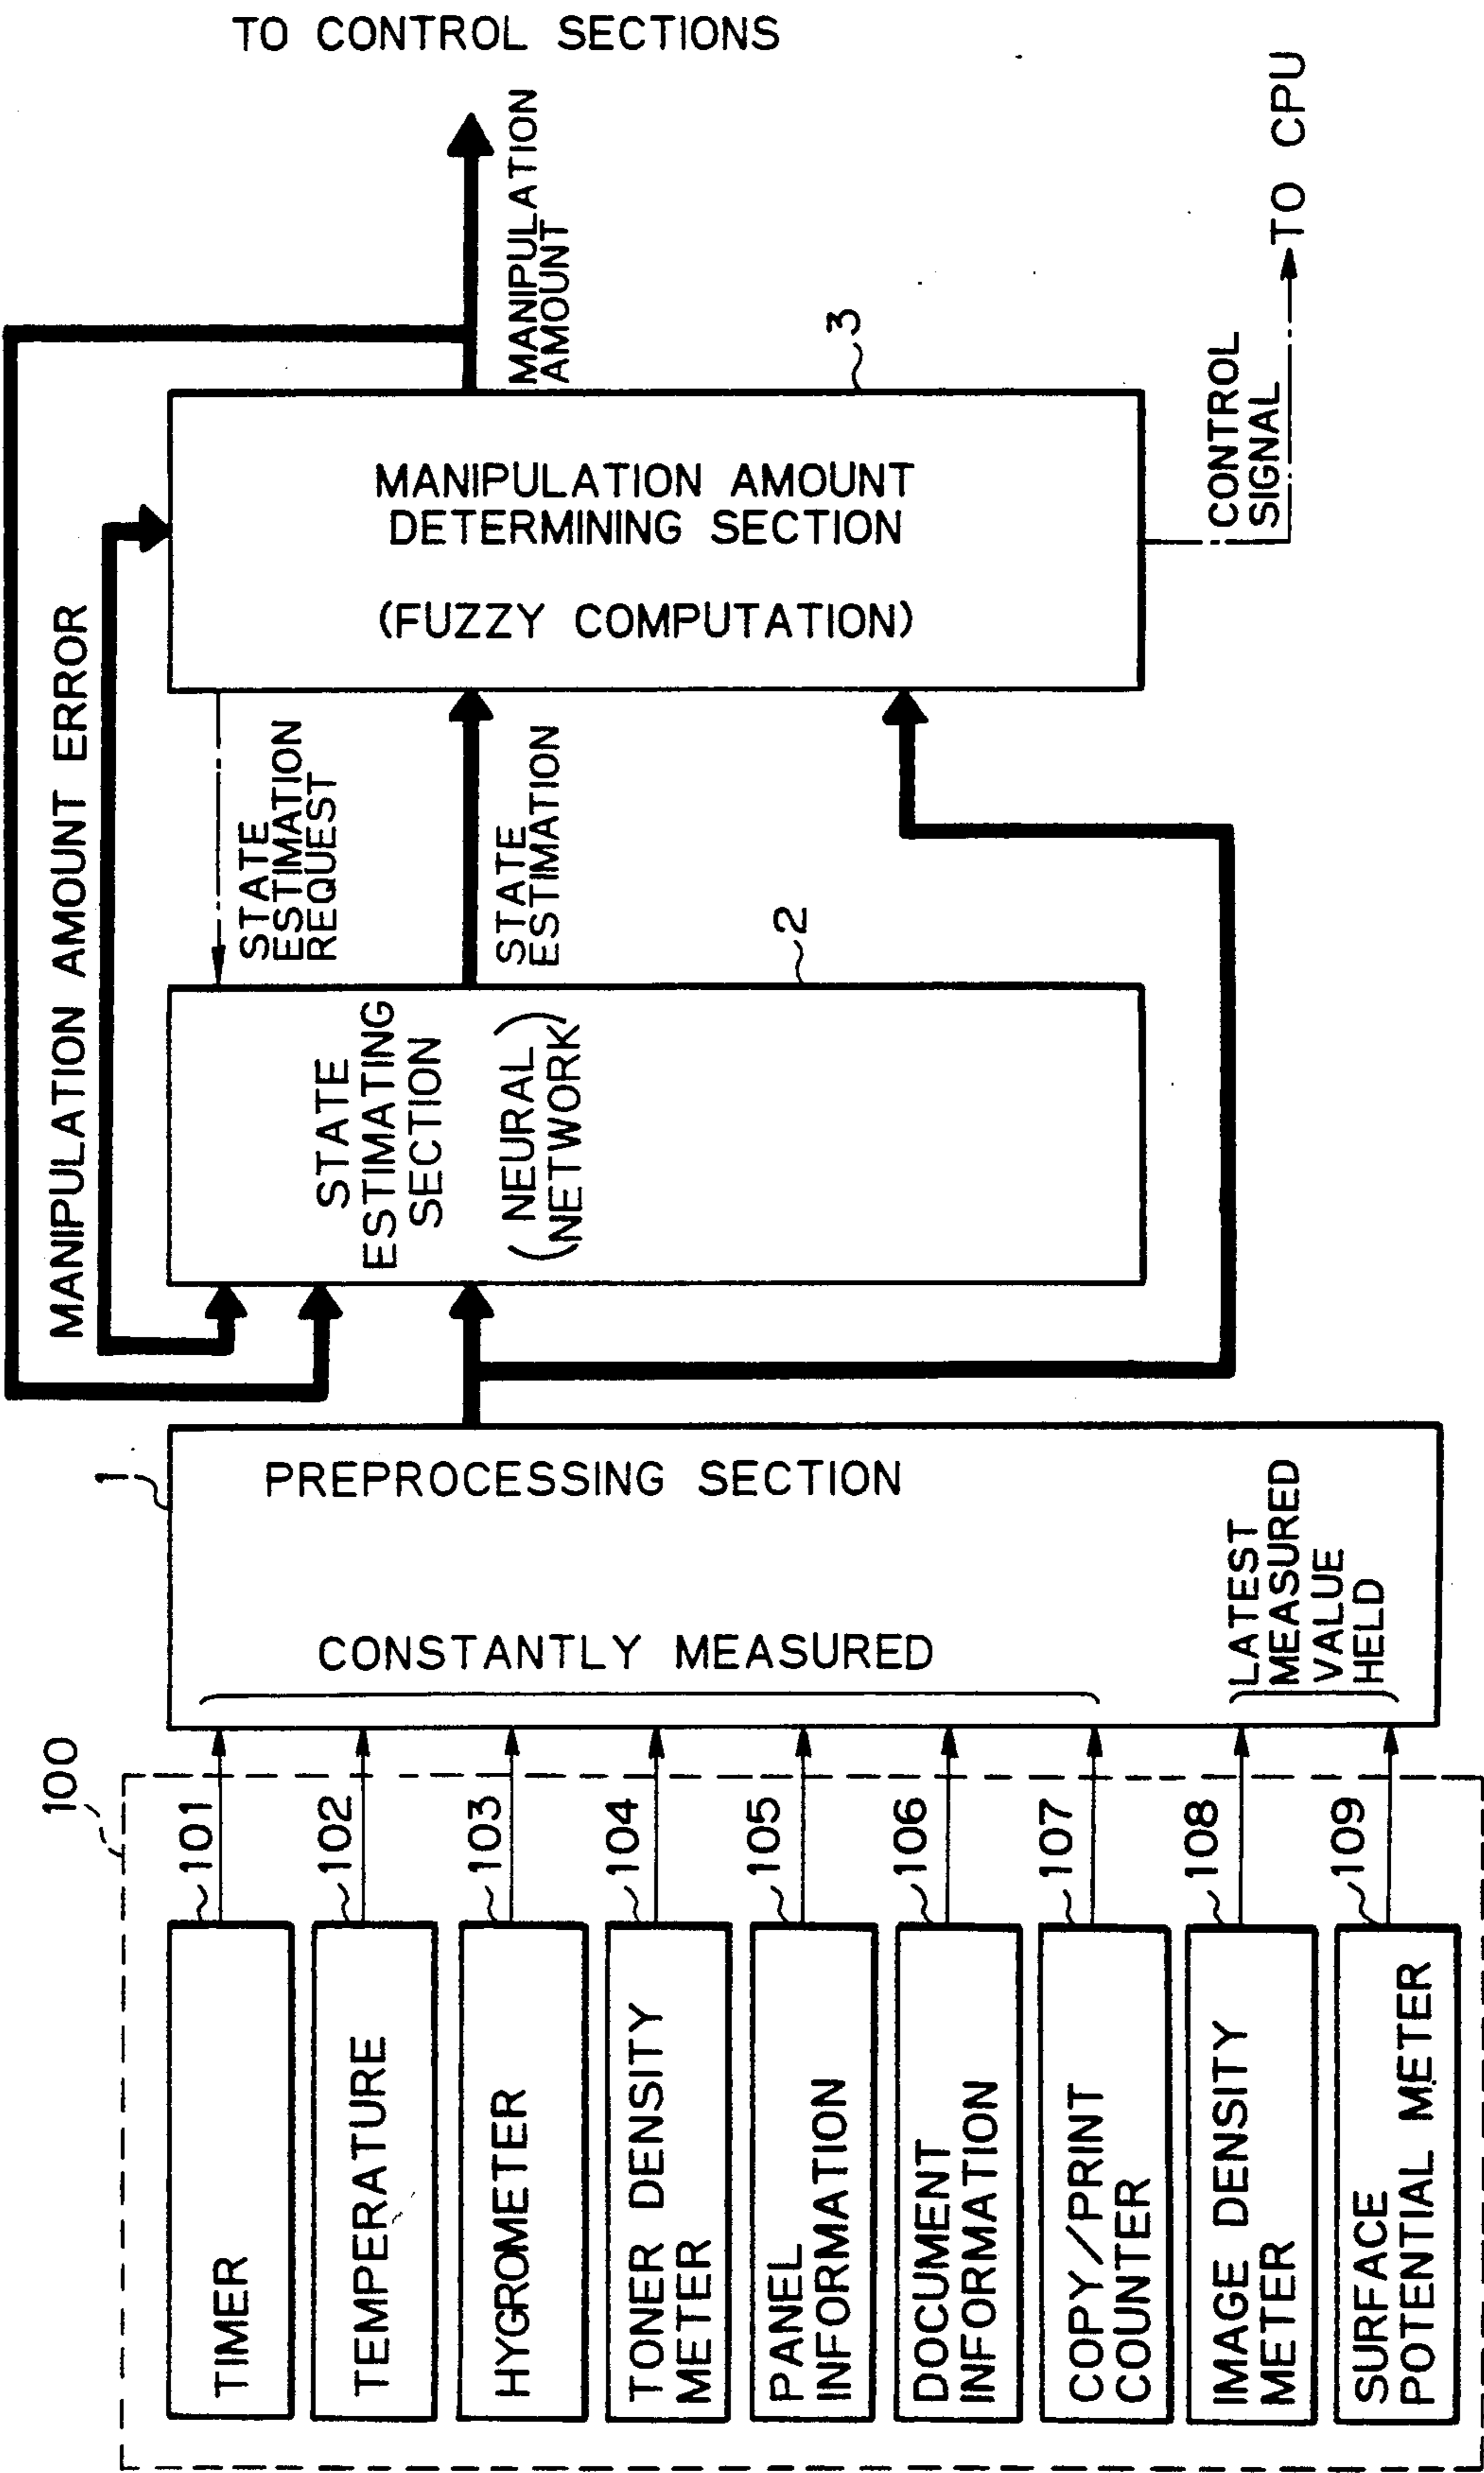 100
TIMER
101
TEMPERATURE
102
HYGROMETER
103
TONER DENSITY
METER
104
PANEL
INFORMATION
105
DOCUMENT
INFORMATION
106
COPY/PRINT
COUNTER
107
IMAGE DENSITY
METER
108
SURFACE
POTENTIAL METER
109
1
PREPROCESSING SECTION
CONSTANTLY MEASURED
LATEST
MEASURED
VALUE
HELD
MANIPULATION AMOUNT ERROR
STATE
ESTIMATING
SECTION
(NEURAL
NETWORK)
2
STATE
ESTIMATION
REQUEST
STATE
ESTIMATION
MANIPULATION AMOUNT
DETERMINING SECTION
(FUZZY COMPUTATION)
3
MANIPULATION
AMOUNT
TO CONTROL SECTIONS
CONTROL
SIGNAL
TO CPU